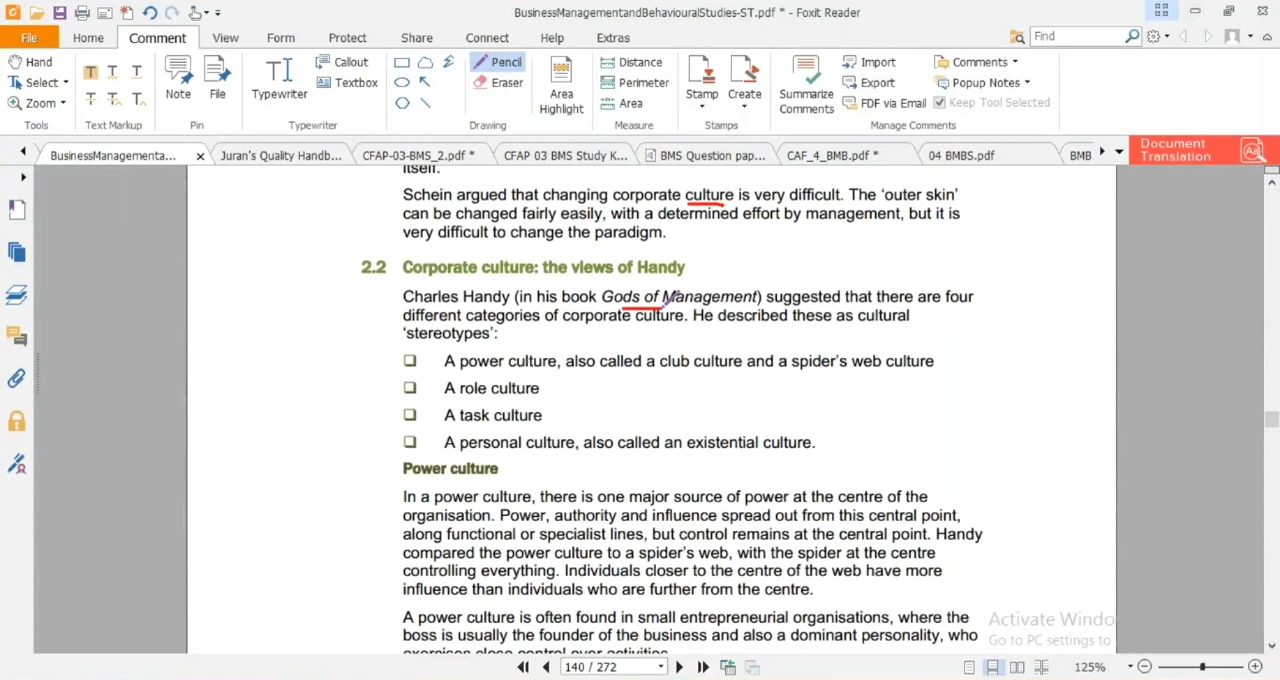 BusinessManagementandBehaviouralStudies-ST.pdf * - Foxit Reader
File Home Comment View Form Protect Share Connect Help Extras Find
Hand
Select
Zoom
Tools
Text Markup
Note
File
Pin
Typewriter
Callout
Textbox
Typewriter
Pencil
Eraser
Drawing
Area
Highlight
Distance
Perimeter
Area
Measure
Stamp
Create
Stamps
Summarize
Comments
Import
Export
FDF via Email
Comments
Popup Notes
Keep Tool Selected
Manage Comments
BusinessManagementa... Juran's Quality Handb... CFAP-03-BMS_2.pdf * CFAP 03 BMS Study K... BMS Question pap... CAF_4_BMB.pdf * 04 BMBS.pdf BMB
Document
Translation
itself.
Schein argued that changing corporate culture is very difficult. The ‘outer skin’
can be changed fairly easily, with a determined effort by management, but it is
very difficult to change the paradigm.
2.2 Corporate culture: the views of Handy
Charles Handy (in his book Gods of Management) suggested that there are four
different categories of corporate culture. He described these as cultural
‘stereotypes’:
A power culture, also called a club culture and a spider’s web culture
A role culture
A task culture
A personal culture, also called an existential culture.
Power culture
In a power culture, there is one major source of power at the centre of the
organisation. Power, authority and influence spread out from this central point,
along functional or specialist lines, but control remains at the central point. Handy
compared the power culture to a spider’s web, with the spider at the centre
controlling everything. Individuals closer to the centre of the web have more
influence than individuals who are further from the centre.
A power culture is often found in small entrepreneurial organisations, where the
boss is usually the founder of the business and also a dominant personality, who
exercises close control over activities.
Activate Windo
Go to PC settings to
140 / 272
125%